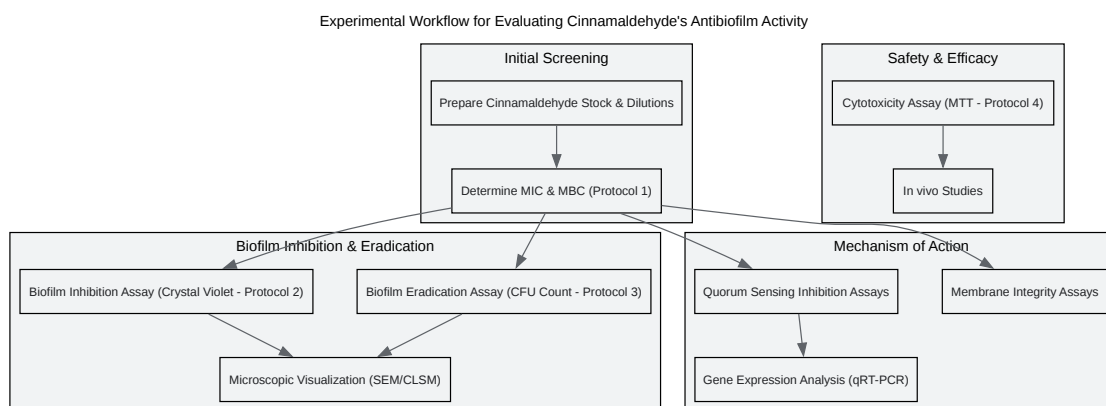 Experimental Workflow for Evaluating Cinnamaldehyde's Antibiofilm Activity
Initial Screening
Prepare Cinnamaldehyde Stock & Dilutions
Determine MIC & MBC (Protocol 1)
Safety & Efficacy
Cytotoxicity Assay (MTT - Protocol 4)
In vivo Studies
Biofilm Inhibition & Eradication
Biofilm Inhibition Assay (Crystal Violet - Protocol 2)
Biofilm Eradication Assay (CFU Count - Protocol 3)
Microscopic Visualization (SEM/CLSM)
Mechanism of Action
Quorum Sensing Inhibition Assays
Membrane Integrity Assays
Gene Expression Analysis (qRT-PCR)